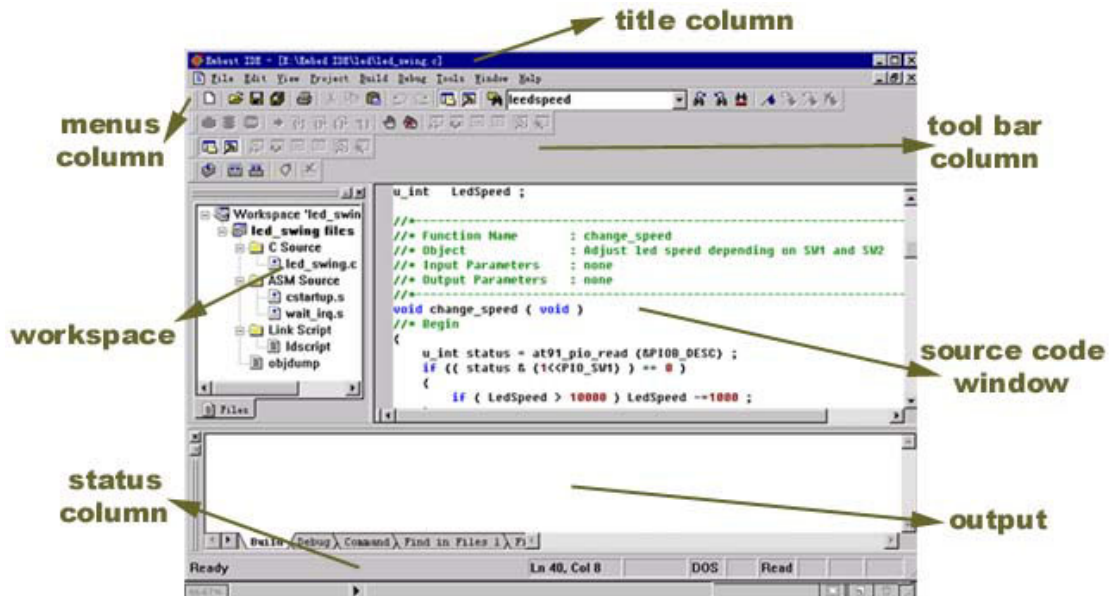 title column
Embest IDE - [E:\Embed IDE\led\led_swing.c]
File Edit View Project Build Debug Tools Window Help
leedspeed
menus
column
tool bar
column
u_int LedSpeed ;
Workspace 'led_swin
led_swing files
C Source
led_swing.c
ASM Source
cstartup.s
wait_irq.s
Link Script
ldscript
objdump
Files
//*----------------------------------------------------------
//* Function Name : change_speed
//* Object : Adjust led speed depending on SW1 and SW2
//* Input Parameters : none
//* Output Parameters : none
//*----------------------------------------------------------
void change_speed ( void )
//* Begin
{
u_int status = at91_pio_read (&PIOB_DESC) ;
if (( status & (1<<PIO_SW1) ) == 0 )
{
if ( LedSpeed > 10000 ) LedSpeed -=1000 ;
workspace
source code
window
status
column
output
Build Debug Command Find in Files 1 Fi
Ready Ln 40, Col 8 DOS Read